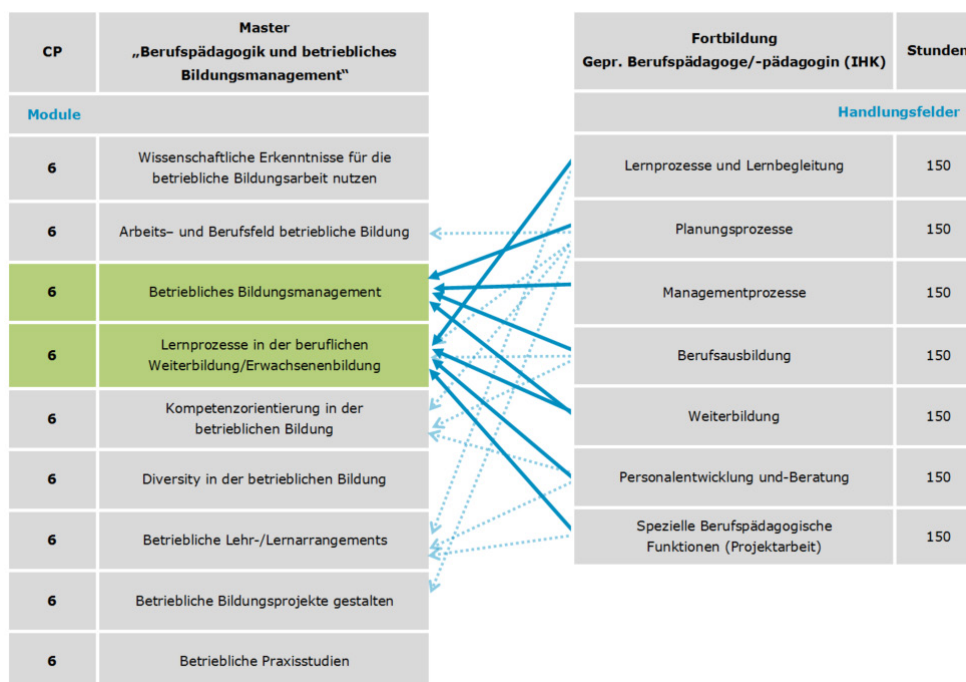 CP
Master
„Berufspädagogik und betriebliches
Bildungsmanagement“
Module
6
Wissenschaftliche Erkenntnisse für die
betriebliche Bildungsarbeit nutzen
6
Arbeits– und Berufsfeld betriebliche Bildung
6
Betriebliches Bildungsmanagement
6
Lernprozesse in der beruflichen
Weiterbildung/Erwachsenenbildung
6
Kompetenzorientierung in der
betrieblichen Bildung
6
Diversity in der betrieblichen Bildung
6
Betriebliche Lehr-/Lernarrangements
6
Betriebliche Bildungsprojekte gestalten
6
Betriebliche Praxisstudien
Fortbildung
Gepr. Berufspädagoge/-pädagogin (IHK)
Stunden
Handlungsfelder
Lernprozesse und Lernbegleitung
150
Planungsprozesse
150
Managementprozesse
150
Berufsausbildung
150
Weiterbildung
150
Personalentwicklung und-Beratung
150
Spezielle Berufspädagogische
Funktionen (Projektarbeit)
150